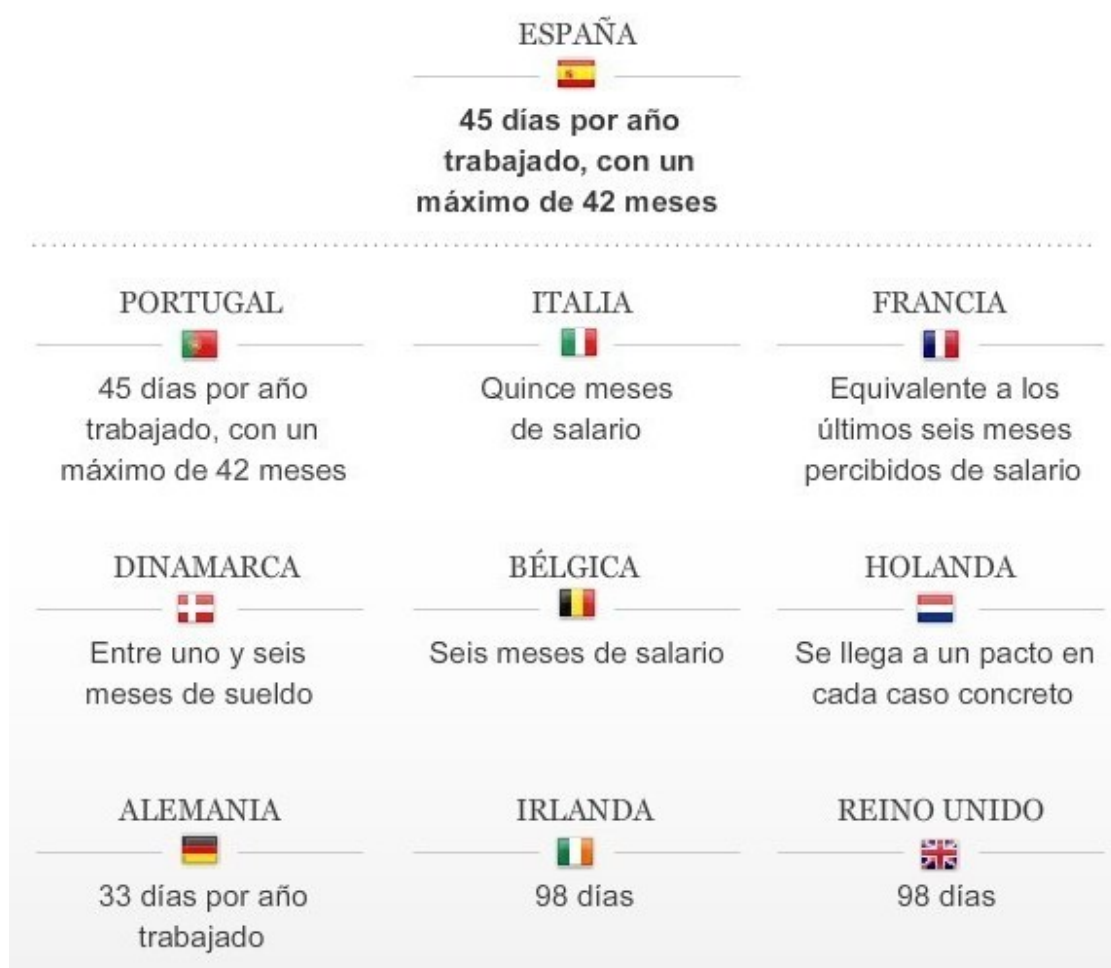 ESPAÑA
45 días por año
trabajado, con un
máximo de 42 meses
PORTUGAL
45 días por año
trabajado, con un
máximo de 42 meses
ITALIA
Quince meses
de salario
FRANCIA
Equivalente a los
últimos seis meses
percibidos de salario
DINAMARCA
Entre uno y seis
meses de sueldo
BÉLGICA
Seis meses de salario
HOLANDA
Se llega a un pacto en
cada caso concreto
ALEMANIA
33 días por año
trabajado
IRLANDA
98 días
REINO UNIDO
98 días